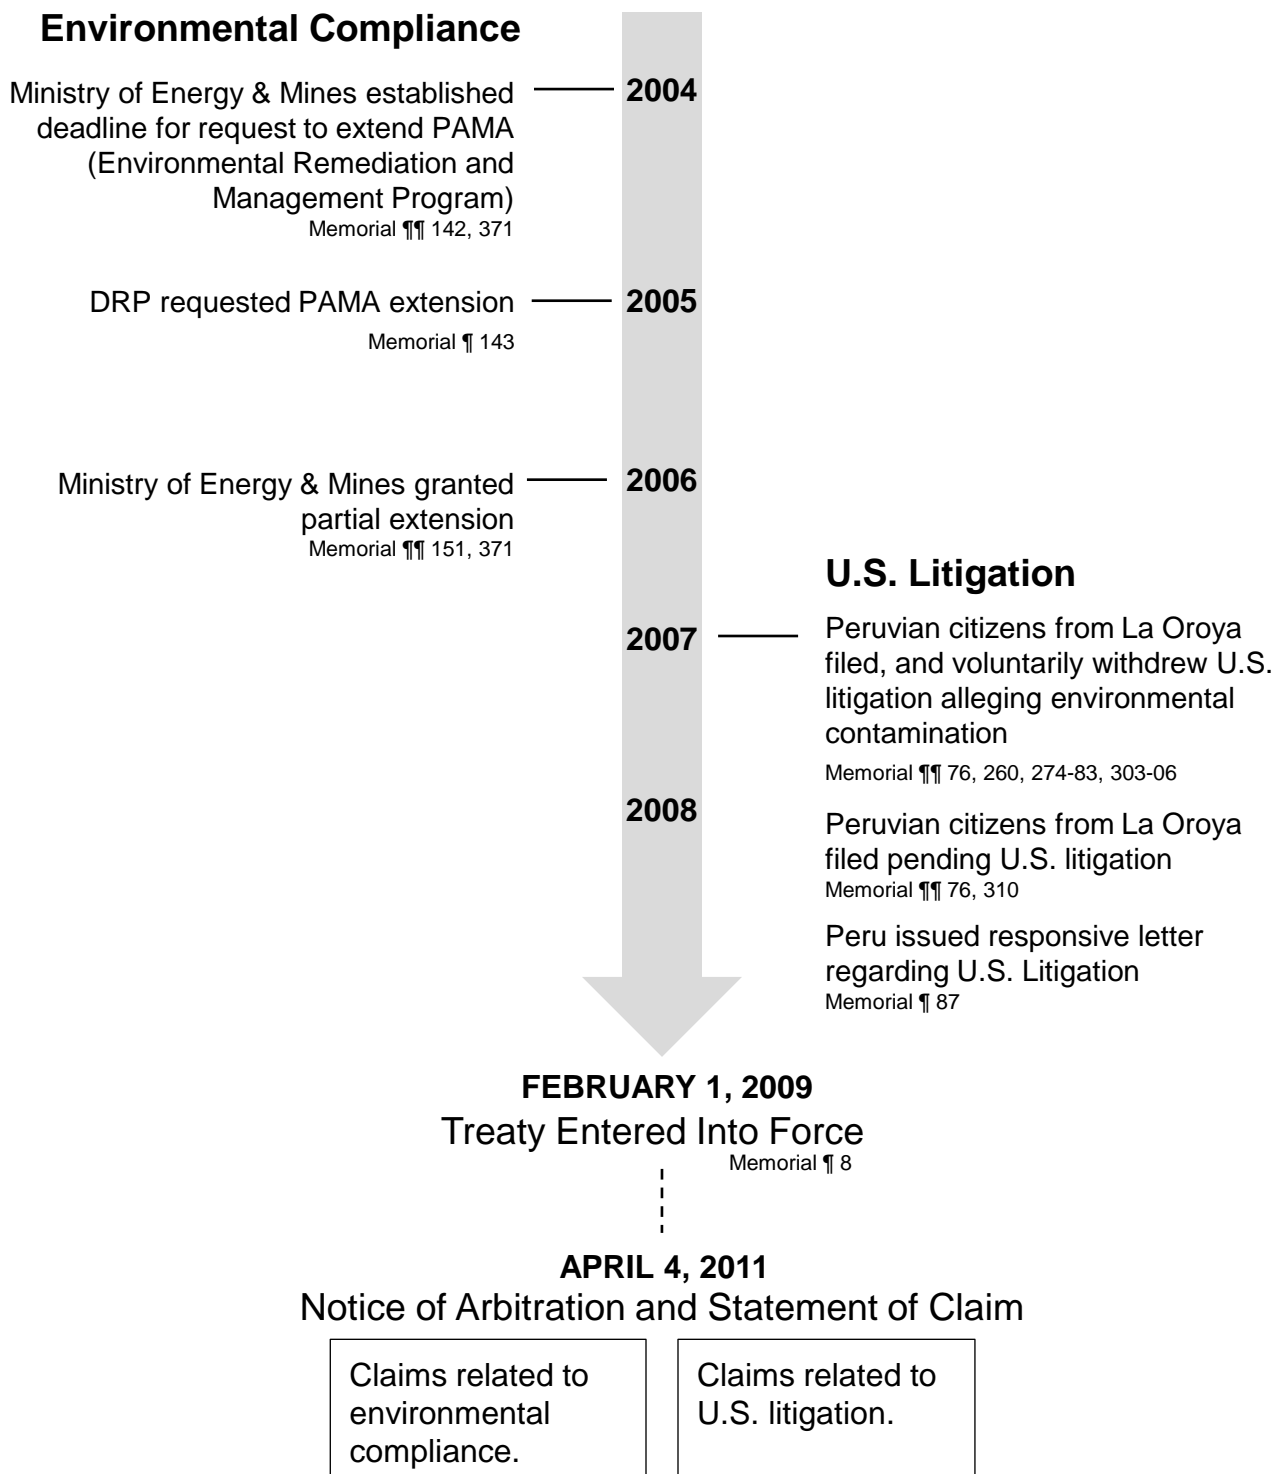 Environmental Compliance
2004
Ministry of Energy & Mines established
deadline for request to extend PAMA
(Environmental Remediation and
Management Program)
Memorial ¶¶ 142, 371
DRP requested PAMA extension
2005
Memorial ¶ 143
Ministry of Energy & Mines granted
2006
partial extension
Memorial ¶¶ 151, 371
U.S. Litigation
2007
Peruvian citizens from La Oroya
filed, and voluntarily withdrew U.S.
litigation alleging environmental
contamination
Memorial ¶¶ 76, 260, 274-83, 303-06
2008
Peruvian citizens from La Oroya
filed pending U.S. litigation
Memorial ¶¶ 76, 310
Peru issued responsive letter
regarding U.S. Litigation
Memorial ¶ 87
FEBRUARY 1, 2009
Treaty Entered Into Force
Memorial ¶ 8
APRIL 4, 2011
Notice of Arbitration and Statement of Claim
Claims related to
environmental
compliance.
Claims related to
U.S. litigation.